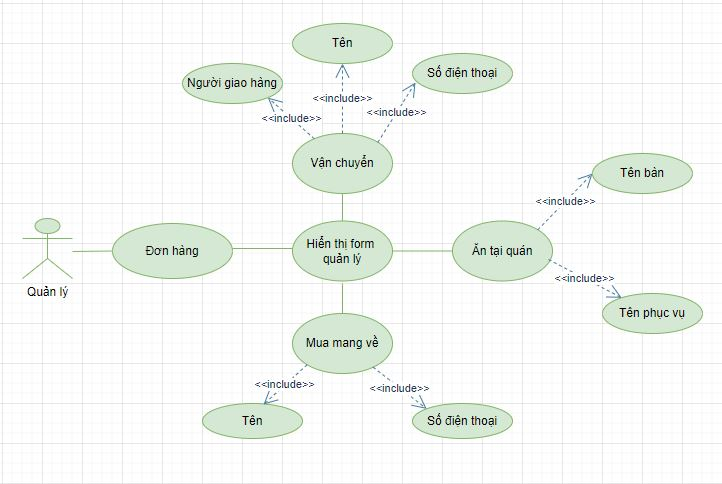 Tên
Người giao hàng
Số điện thoại
<<include>>
<<include>>
<<include>>
Vận chuyển
Tên bàn
<<include>>
Quản lý
Đơn hàng
Hiển thị form
quản lý
Ăn tại quán
<<include>>
Tên phục vụ
Mua mang về
<<include>>
<<include>>
Tên
Số điện thoại